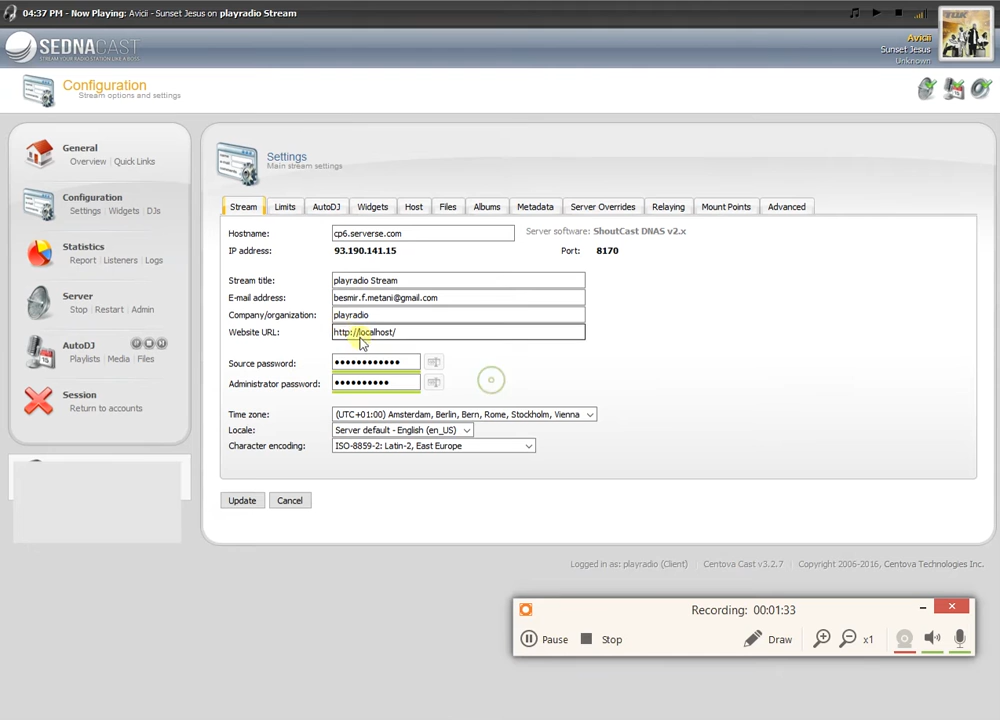 04:37 PM - Now Playing: Avicii - Sunset Jesus on playradio Stream
Avicii
Sunset Jesus
Unknown
SEDNACAST
STREAM YOUR RADIO STATION LIKE A BOSS
Configuration
Stream options and settings
General
Overview Quick Links
Configuration
Settings Widgets DJs
Statistics
Report Listeners Logs
Server
Stop Restart Admin
AutoDJ
Playlists Media Files
Session
Return to accounts
Settings
Main stream settings
Stream Limits AutoDJ Widgets Host Files Albums Metadata Server Overrides Relaying Mount Points Advanced
Hostname: cp6.serverse.com Server software: ShoutCast DNAS v2.x
IP address: 93.190.141.15 Port: 8170
Stream title: playradio Stream
E-mail address: besmir.f.metani@gmail.com
Company/organization: playradio
Website URL: http://localhost/
Source password: ••••••••••••
Administrator password: ••••••••••
Time zone: (UTC+01:00) Amsterdam, Berlin, Bern, Rome, Stockholm, Vienna
Locale: Server default - English (en_US)
Character encoding: ISO-8859-2: Latin-2, East Europe
Update Cancel
Logged in as: playradio (Client) Centova Cast v3.2.7 Copyright 2006-2016, Centova Technologies Inc.
Recording: 00:01:33
Pause Stop Draw x1